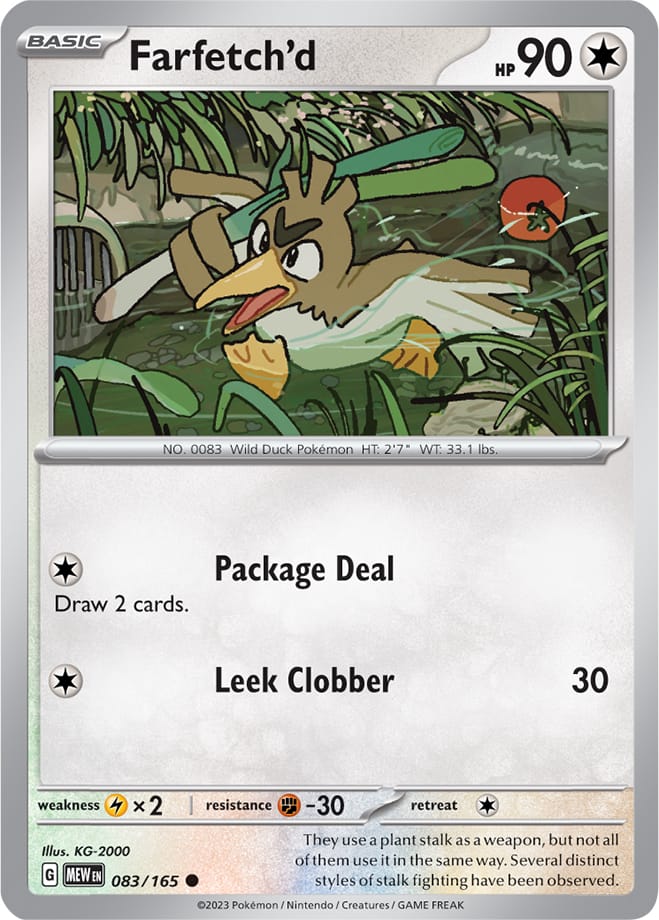 BASIC
Farfetch’d
HP 90
NO. 0083 Wild Duck Pokémon HT: 2'7" WT: 33.1 lbs.
Package Deal
Draw 2 cards.
Leek Clobber 30
weakness ×2 resistance -30 retreat
Illus. KG-2000
They use a plant stalk as a weapon, but not all
of them use it in the same way. Several distinct
styles of stalk fighting have been observed.
G MEW EN 083/165
©2023 Pokémon / Nintendo / Creatures / GAME FREAK